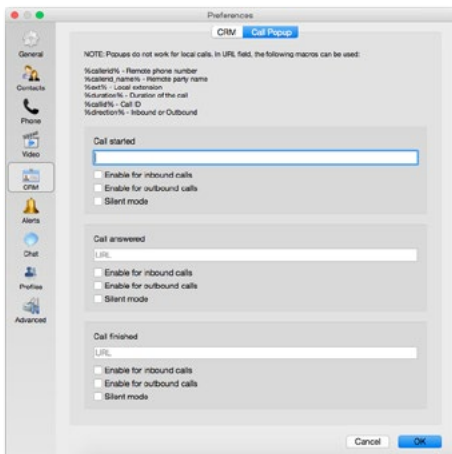 Preferences
CRM Call Popup
General
Contacts
Phone
Video
CRM
Alerts
Chat
Profiles
Advanced
NOTE: Popups do not work for local calls. In URL field, the following macros can be used:
%callerid% - Remote phone number
%callerid_name% - Remote party name
%ext% - Local extension
%duration% - Duration of the call
%callid% - Call ID
%direction% - Inbound or Outbound
Call started
Enable for inbound calls
Enable for outbound calls
Silent mode
Call answered
URL
Enable for inbound calls
Enable for outbound calls
Silent mode
Call finished
URL
Enable for inbound calls
Enable for outbound calls
Silent mode
Cancel OK